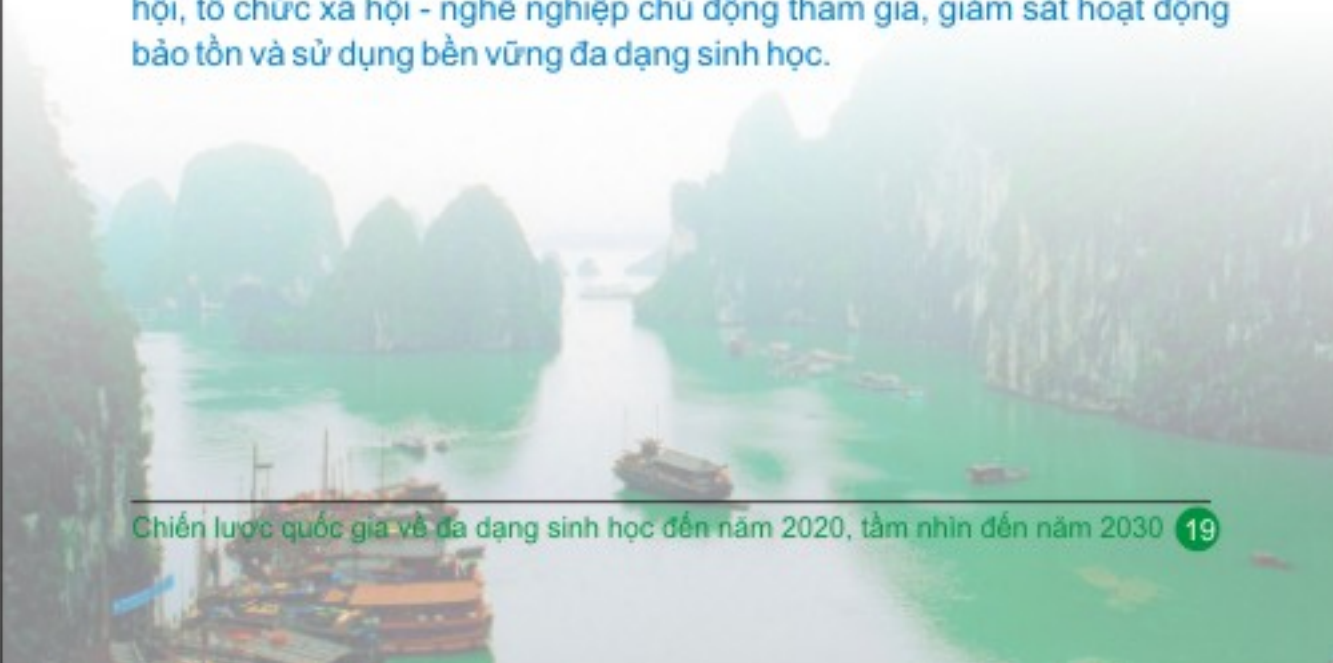 hội, tổ chức xã hội - nghề nghiệp chủ động tham gia, giám sát hoạt động
bảo tồn và sử dụng bền vững đa dạng sinh học.
Chiến lược quốc gia về đa dạng sinh học đến năm 2020, tầm nhìn đến năm 2030 19